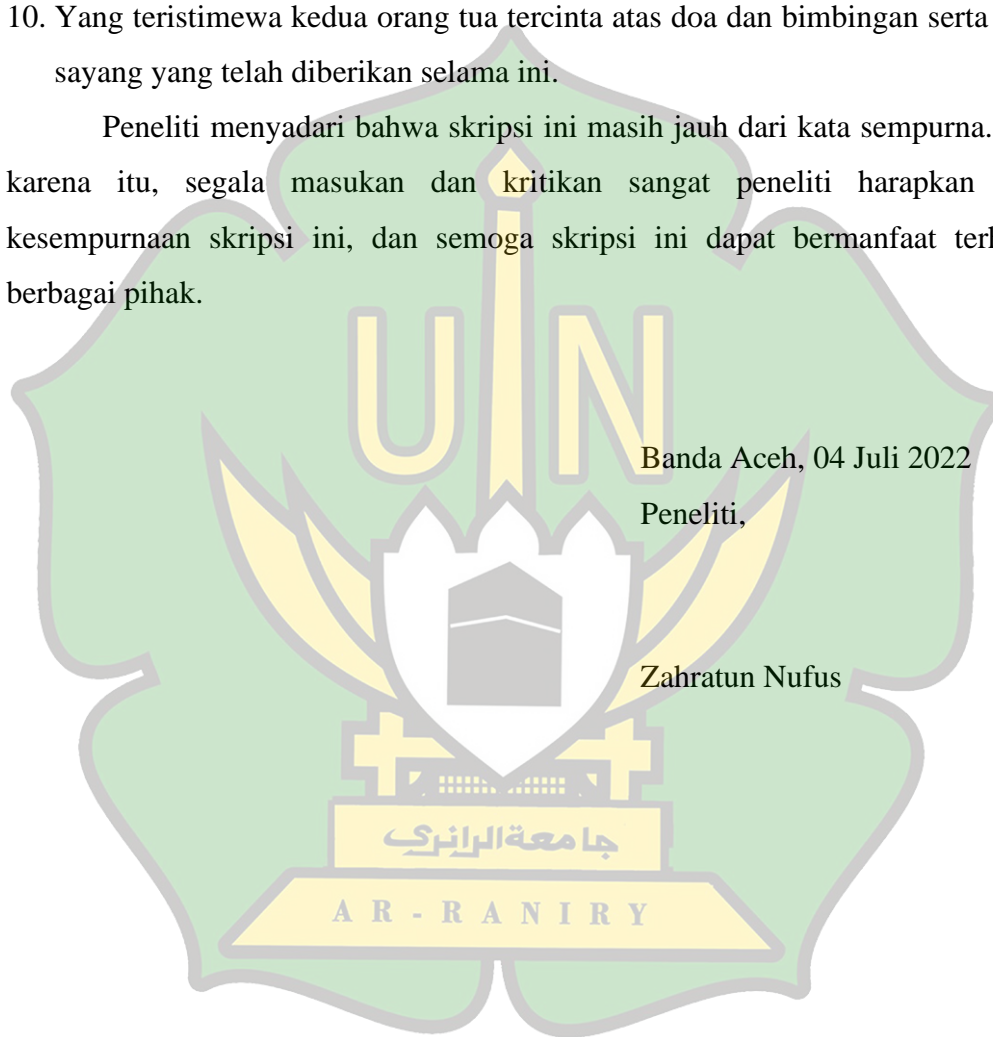 10. Yang teristimewa kedua orang tua tercinta atas doa dan bimbingan serta
sayang yang telah diberikan selama ini.
Peneliti menyadari bahwa skripsi ini masih jauh dari kata sempurna.
karena itu, segala masukan dan kritikan sangat peneliti harapkan
kesempurnaan skripsi ini, dan semoga skripsi ini dapat bermanfaat
berbagai pihak.
UIN
Banda Aceh, 04 Juli 2022
Peneliti,
Zahratun Nufus
جامعة الرانري
AR-RANIRY